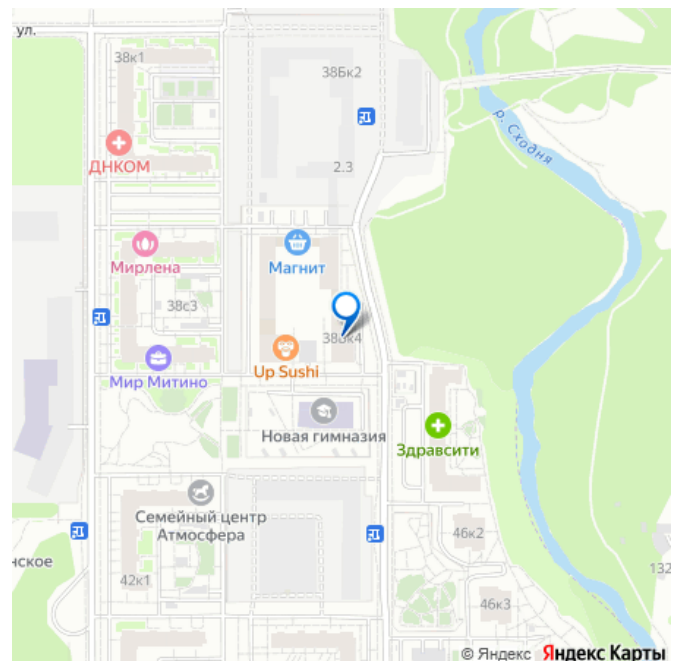 ул.
38к1
38Бк2
р. Сходня
ДНКОМ
2.3
Мирлена
Магнит
38с3
Мир Митино
Up Sushi
Новая гимназия
Здравсити
Семейный центр
Атмосфера
46к2
нское
132
42к1
46к3
© Яндекс Яндекс Карты